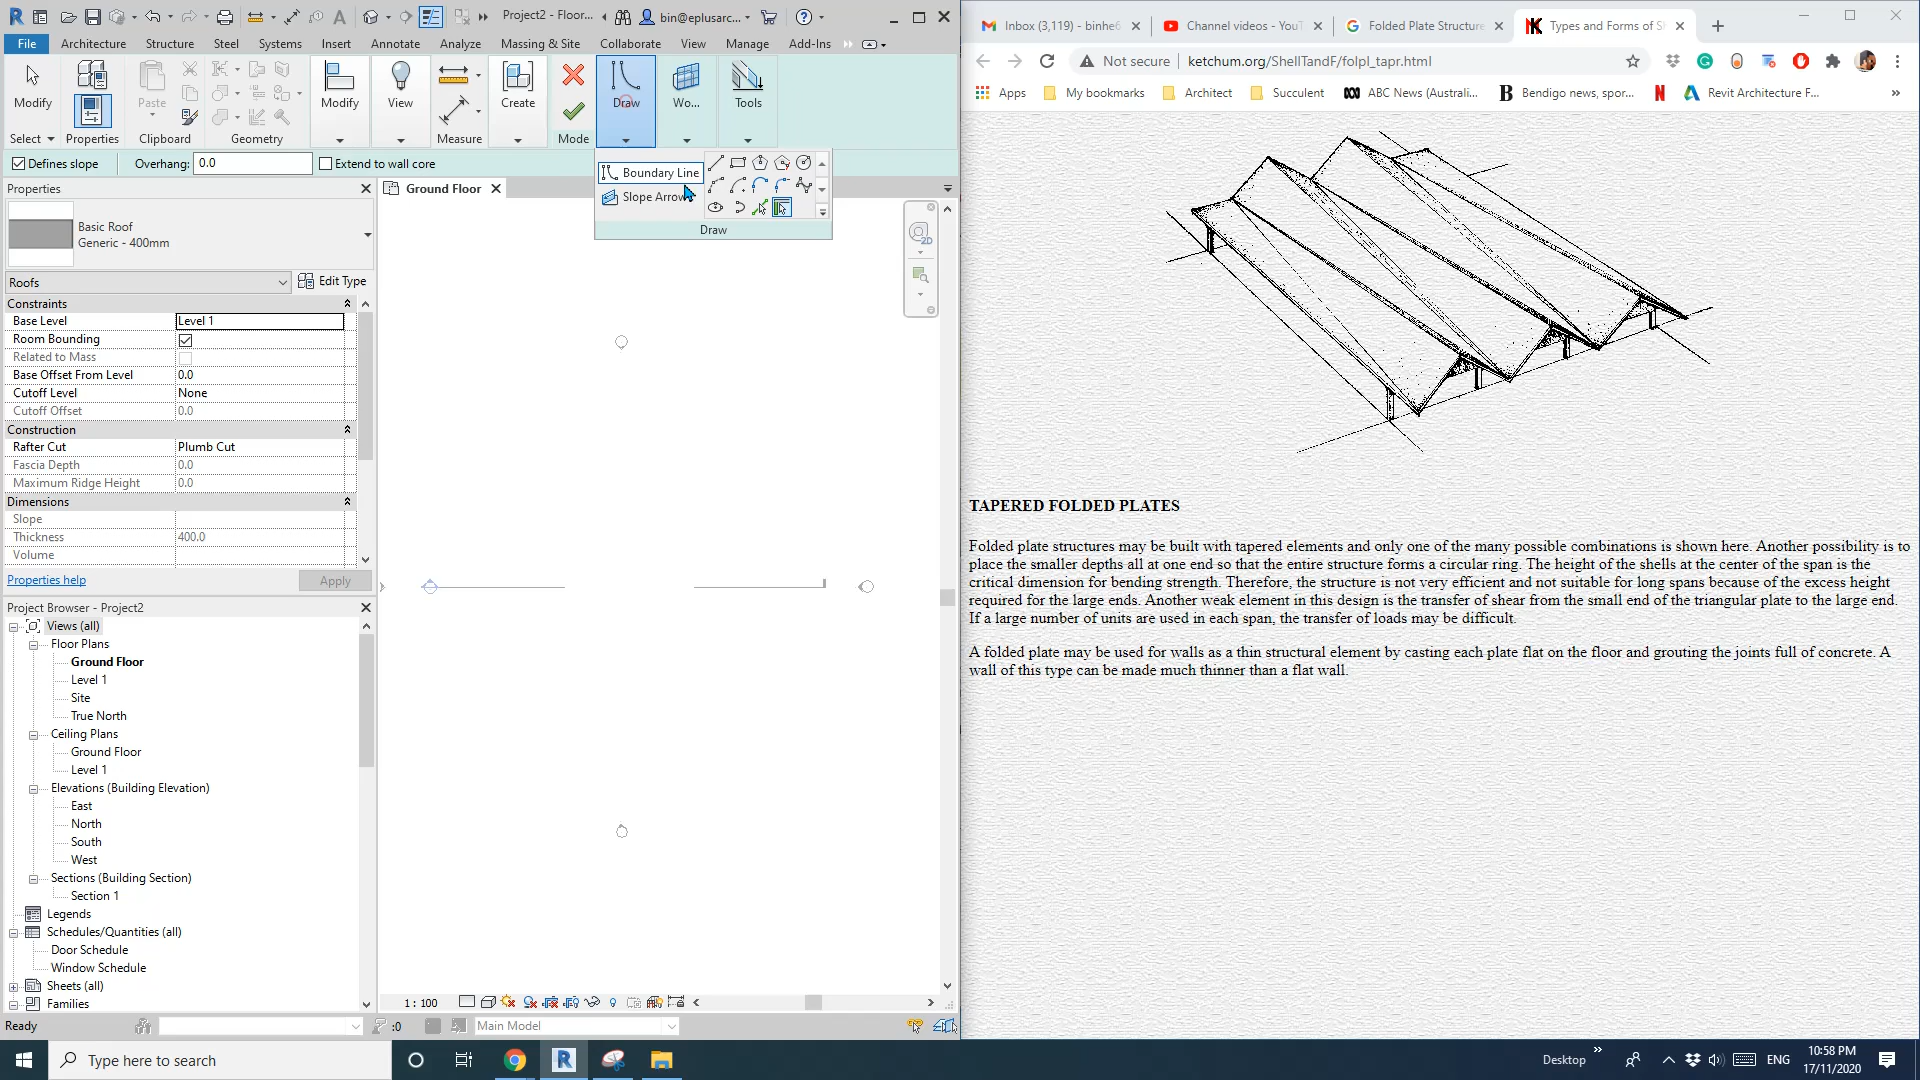 Project2 - Floor...
bin@eplusarc...
File
Architecture
Structure
Steel
Systems
Insert
Annotate
Analyze
Massing & Site
Collaborate
View
Manage
Add-Ins
Modify
Paste
Modify
View
Create
Draw
Wo...
Tools
Select
Properties
Clipboard
Geometry
Measure
Mode
Defines slope
Overhang:
0.0
Extend to wall core
Boundary Line
Slope Arrow
Draw
Properties
Ground Floor
2D
Basic Roof
Generic - 400mm
Roofs
Edit Type
Constraints
Base Level
Level 1
Room Bounding
Related to Mass
Base Offset From Level
0.0
Cutoff Level
None
Cutoff Offset
0.0
Construction
Rafter Cut
Plumb Cut
Fascia Depth
0.0
Maximum Ridge Height
0.0
Dimensions
Slope
Thickness
400.0
Volume
Properties help
Apply
Project Browser - Project2
Views (all)
Floor Plans
Ground Floor
Level 1
Site
True North
Ceiling Plans
Ground Floor
Level 1
Elevations (Building Elevation)
East
North
South
West
Sections (Building Section)
Section 1
Legends
Schedules/Quantities (all)
Door Schedule
Window Schedule
Sheets (all)
Families
1 : 100
Ready
:0
Main Model
Inbox (3,119) - binhe6
Channel videos - YouT
Folded Plate Structure
Types and Forms of S
Not secure
ketchum.org/ShellTandF/folpl_tapr.html
Apps
My bookmarks
Architect
Succulent
ABC News (Australi...
Bendigo news, spor...
Revit Architecture F...
TAPERED FOLDED PLATES
Folded plate structures may be built with tapered elements and only one of the many possible combinations is shown here. Another possibility is to
place the smaller depths all at one end so that the entire structure forms a circular ring. The height of the shells at the center of the span is the
critical dimension for bending strength. Therefore, the structure is not very efficient and not suitable for long spans because of the excess height
required for the large ends. Another weak element in this design is the transfer of shear from the small end of the triangular plate to the large end.
If a large number of units are used in each span, the transfer of loads may be difficult.
A folded plate may be used for walls as a thin structural element by casting each plate flat on the floor and grouting the joints full of concrete. A
wall of this type can be made much thinner than a flat wall.
Type here to search
Desktop
ENG
10:58 PM
17/11/2020